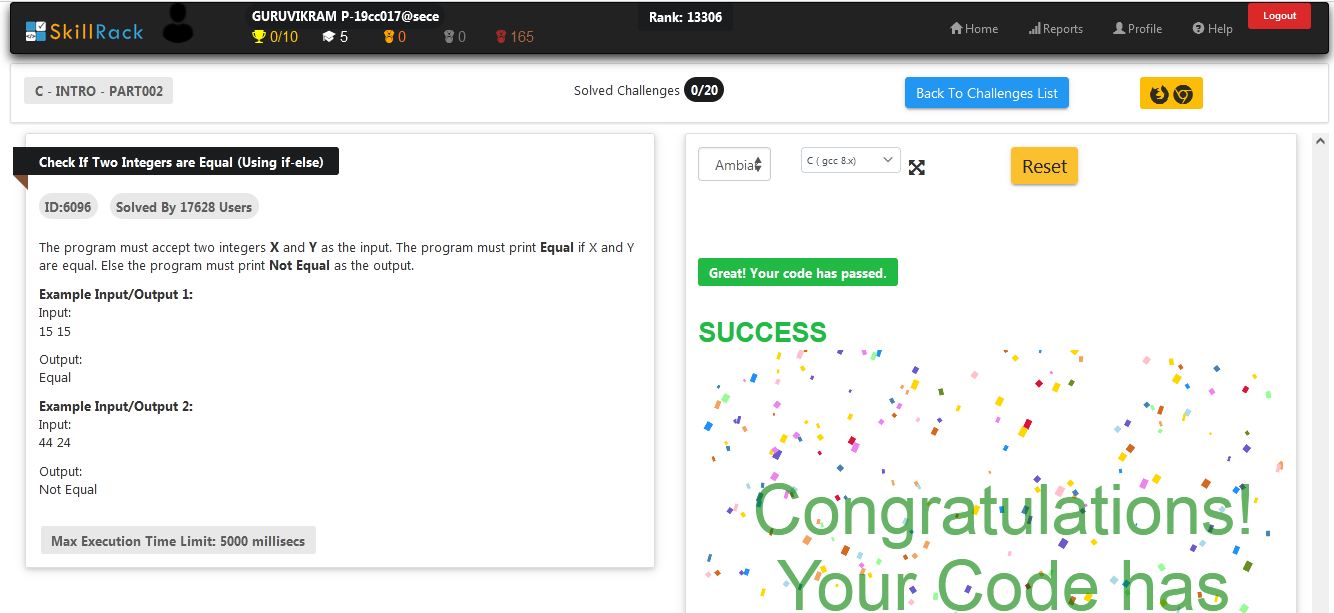 SkillRack
GURUVIKRAM P-19cc017@sece
0/10 5 0 0 165
Rank: 13306
Home Reports Profile Help
Logout
C - INTRO - PART002
Solved Challenges 0/20
Back To Challenges List
Check If Two Integers are Equal (Using if-else)
ID:6096 Solved By 17628 Users
The program must accept two integers X and Y as the input. The program must print Equal if X and Y
are equal. Else the program must print Not Equal as the output.
Example Input/Output 1:
Input:
15 15
Output:
Equal
Example Input/Output 2:
Input:
44 24
Output:
Not Equal
Max Execution Time Limit: 5000 millisecs
Ambia
C ( gcc 8.x)
Reset
Great! Your code has passed.
SUCCESS
Congratulations!
Your Code has